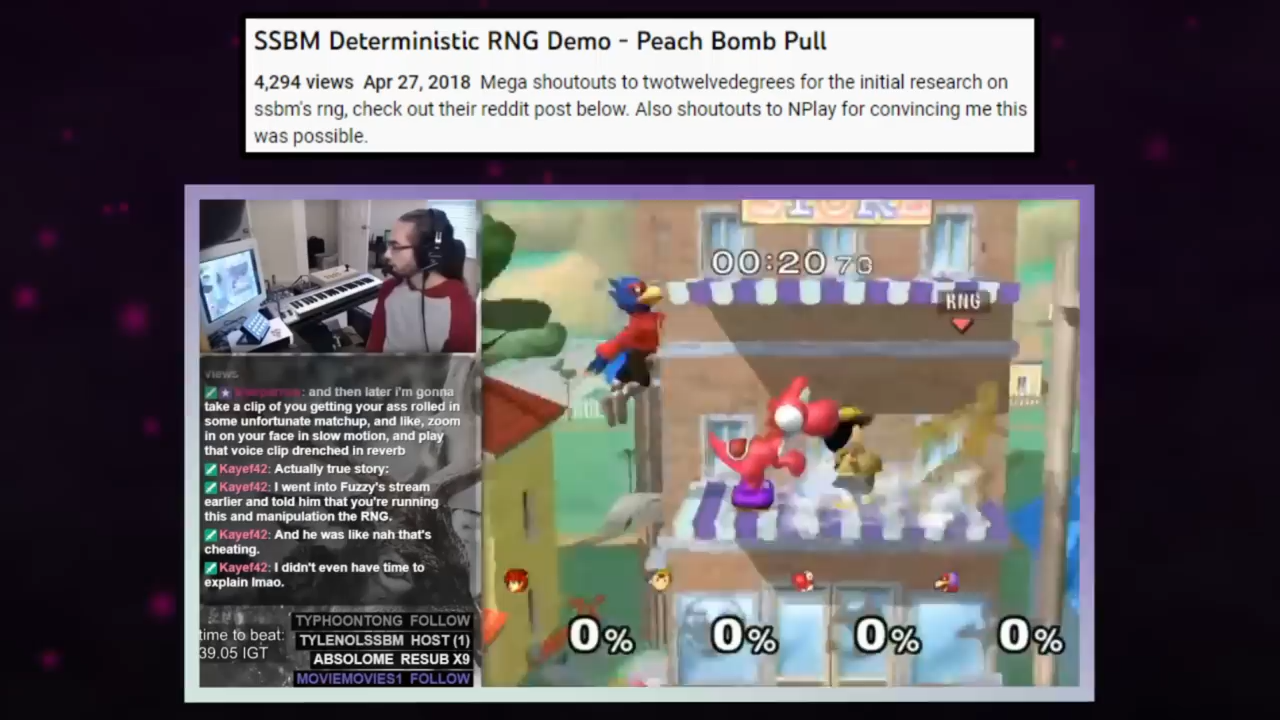 SSBM Deterministic RNG Demo - Peach Bomb Pull
4,294 views Apr 27, 2018 Mega shoutouts to twotwelvedegrees for the initial research on
ssbm's rng, check out their reddit post below. Also shoutouts to NPlay for convincing me this
was possible.
00:20 73
RNG
views
: and then later i'm gonna
take a clip of you getting your ass rolled in
some unfortunate matchup, and like, zoom
in on your face in slow motion, and play
that voice clip drenched in reverb
Kayef42: Actually true story:
Kayef42: I went into Fuzzy's stream
earlier and told him that you're running
this and manipulation the RNG.
Kayef42: And he was like nah that's
cheating.
Kayef42: I didn't even have time to
explain lmao.
time to beat:
39.05 IGT
TYPHOONTONG FOLLOW
TYLENOLSSBM HOST (1)
ABSOLOME RESUB X9
MOVIEMOVIES1 FOLLOW
0% 0% 0% 0%